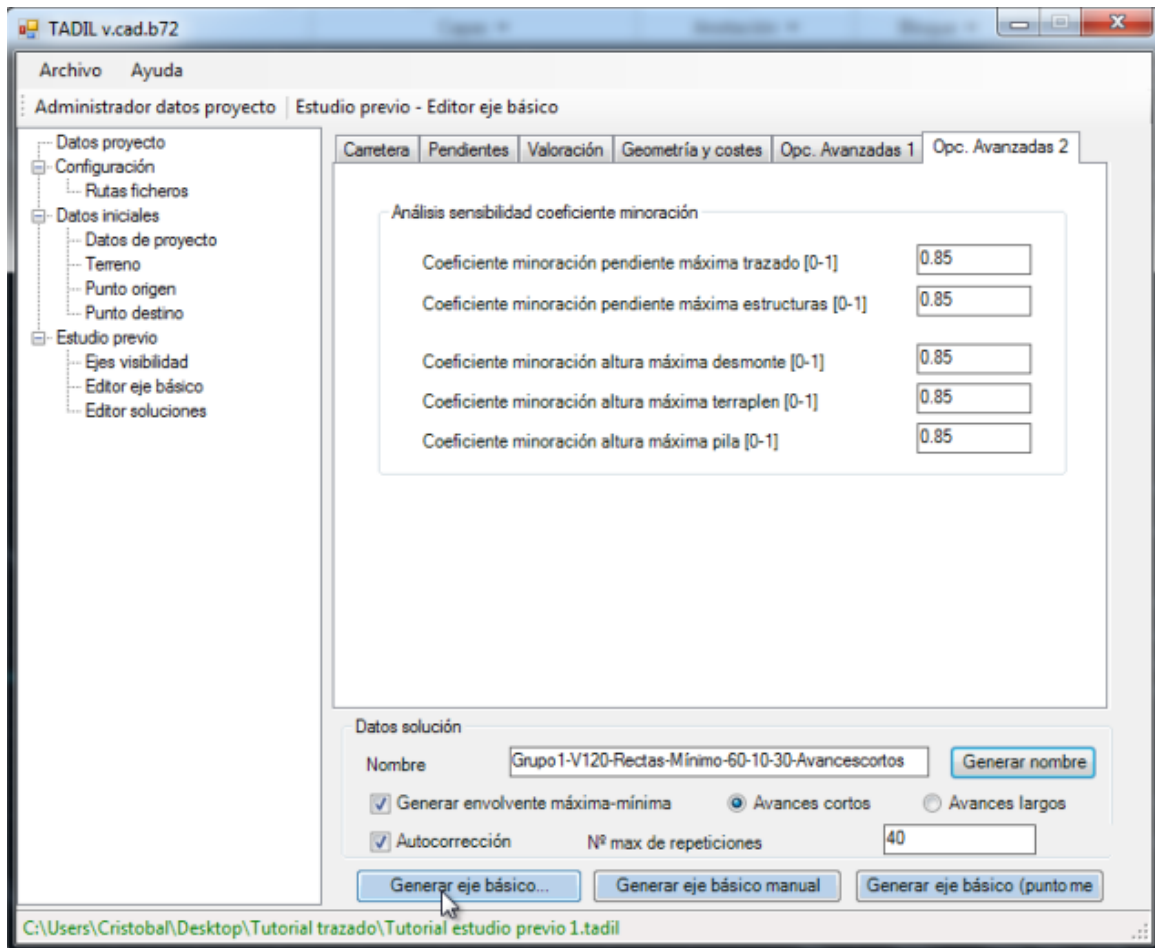 TADIL v.cad.b72
Archivo Ayuda
Administrador datos proyecto Estudio previo - Editor eje básico
Datos proyecto
Configuración
Rutas ficheros
Datos iniciales
Datos de proyecto
Terreno
Punto origen
Punto destino
Estudio previo
Ejes visibilidad
Editor eje básico
Editor soluciones
Carretera Pendientes Valoración Geometría y costes Opc. Avanzadas 1 Opc. Avanzadas 2
Análisis sensibilidad coeficiente minoración
Coeficiente minoración pendiente máxima trazado [0-1] 0.85
Coeficiente minoración pendiente máxima estructuras [0-1] 0.85
Coeficiente minoración altura máxima desmonte [0-1] 0.85
Coeficiente minoración altura máxima terraplen [0-1] 0.85
Coeficiente minoración altura máxima pila [0-1] 0.85
Datos solución
Nombre Grupo1-V120-Rectas-Mínimo-60-10-30-Avancescortos Generar nombre
Generar envolvente máxima-mínima Avances cortos Avances largos
Autocorrección Nº max de repeticiones 40
Generar eje básico... Generar eje básico manual Generar eje básico (punto me
C:\Users\Cristobal\Desktop\Tutorial trazado\Tutorial estudio previo 1.tadil